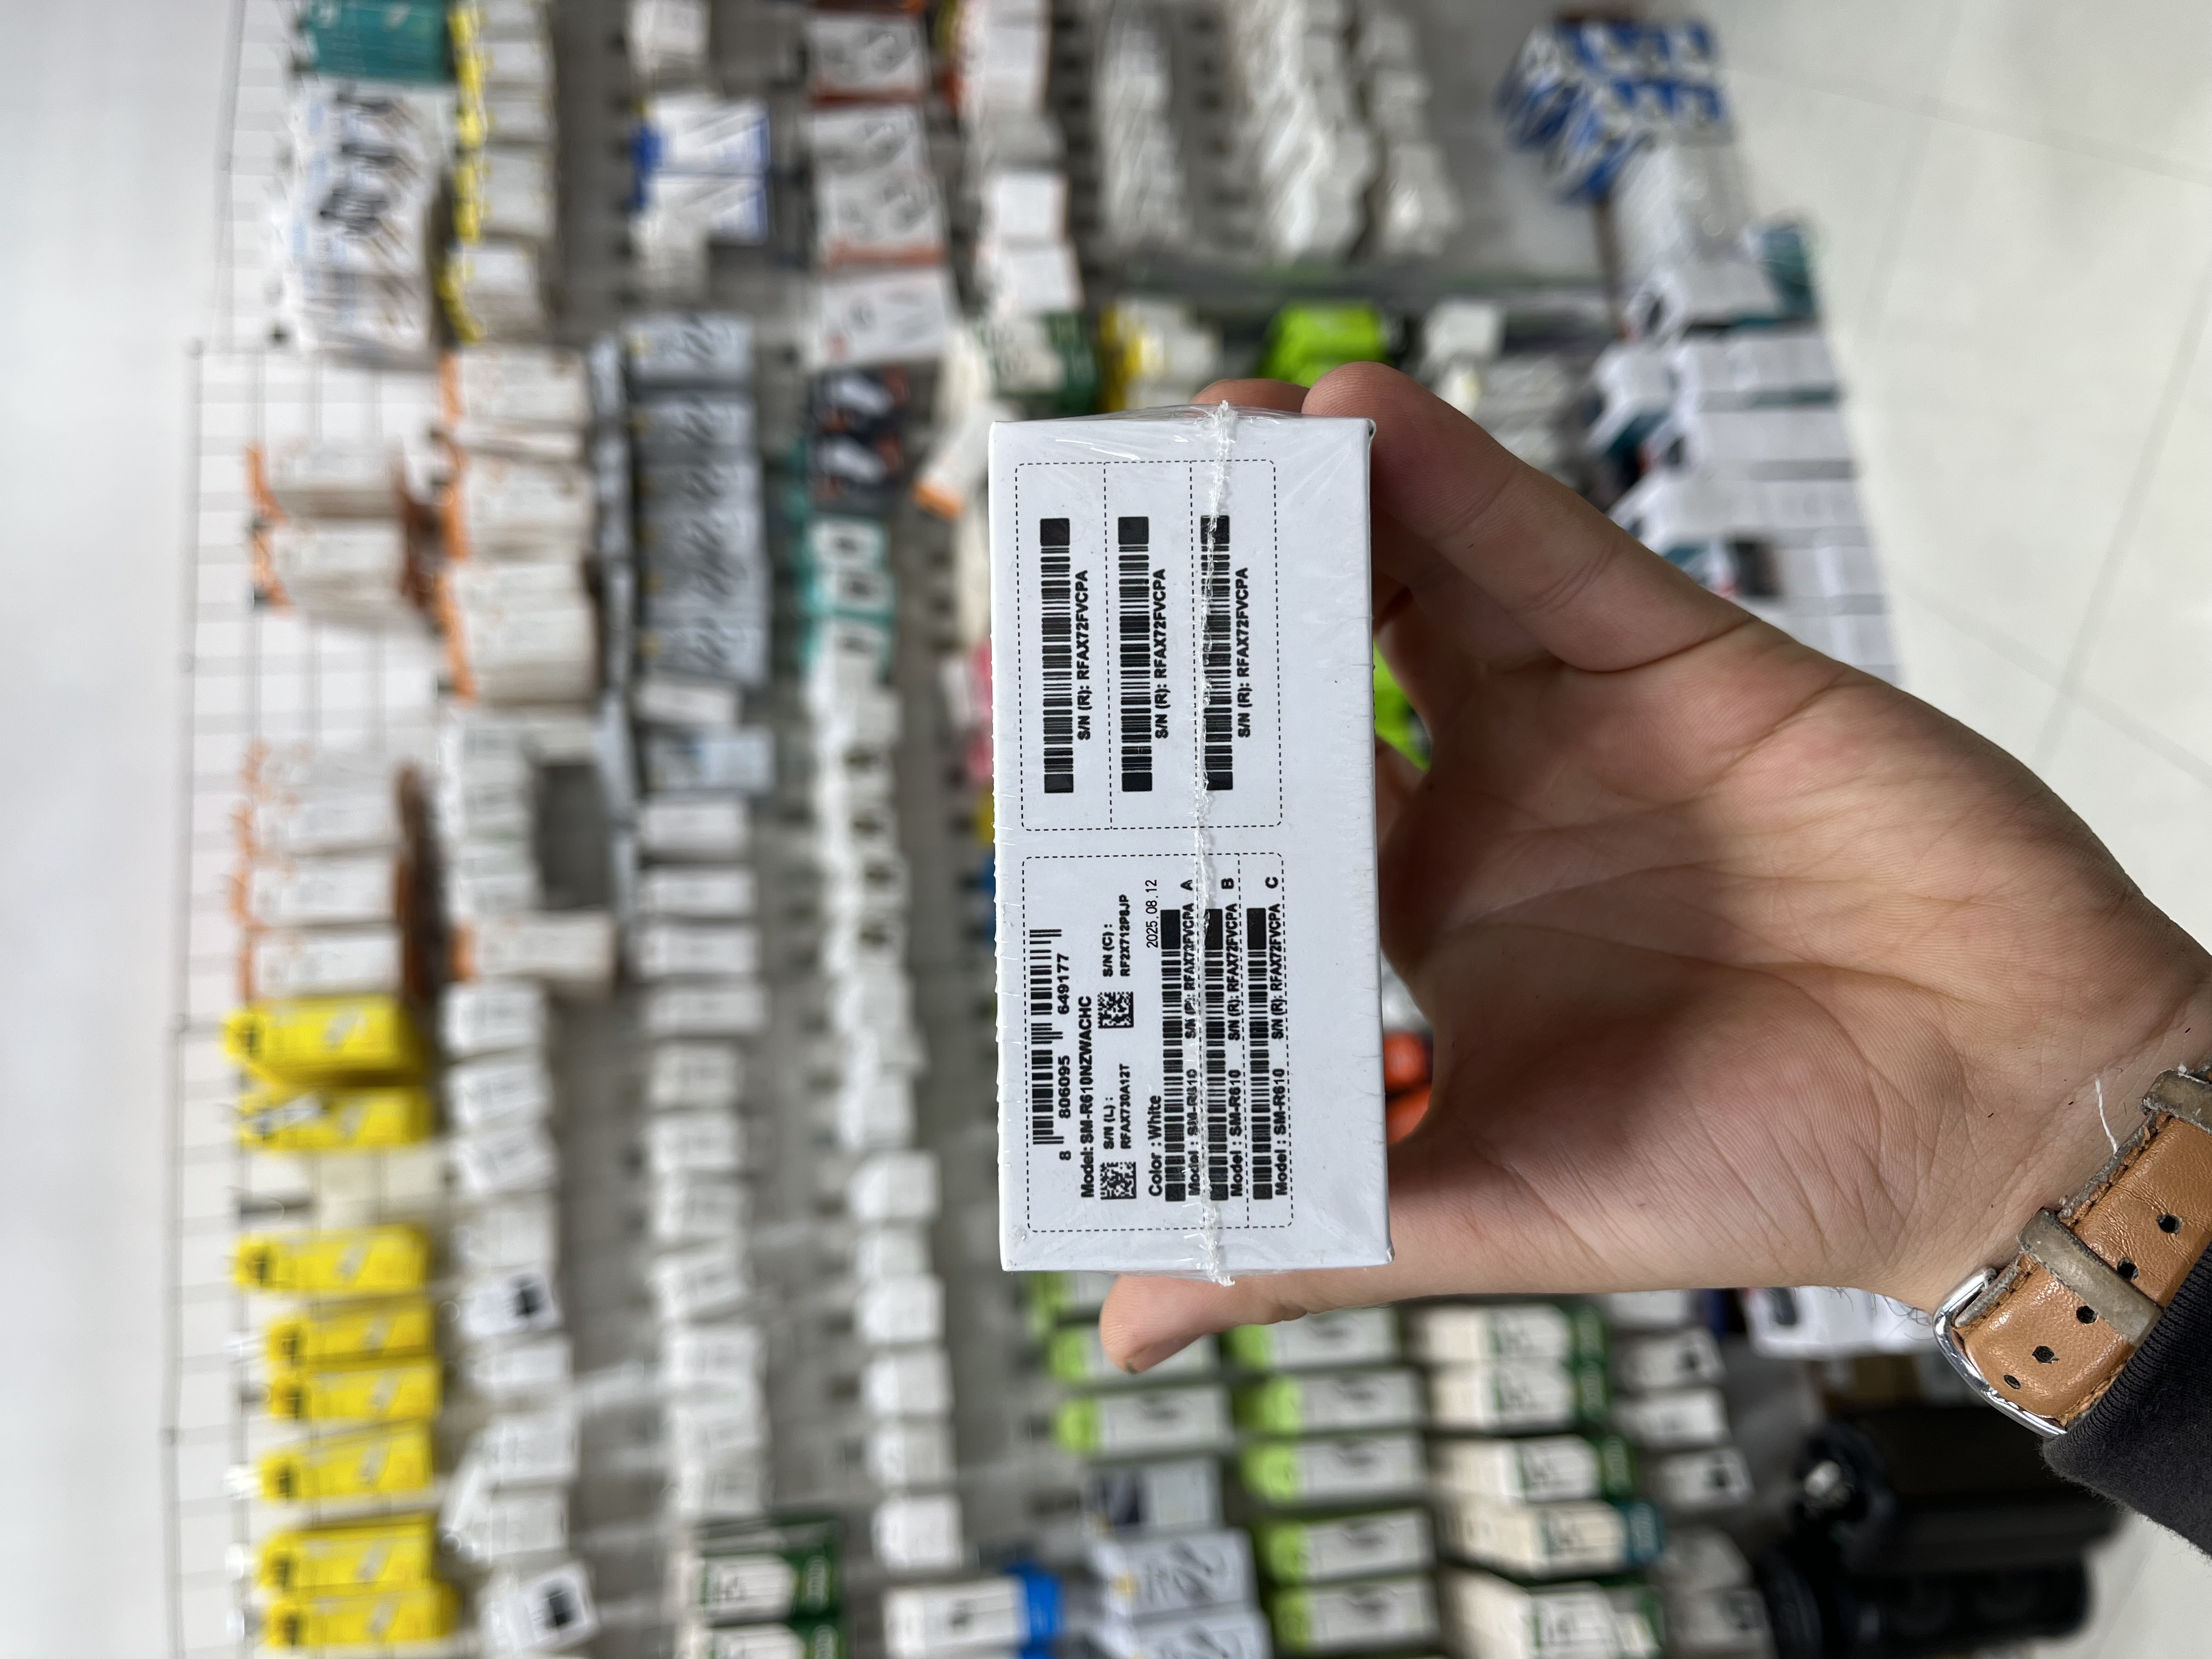 8 806095 649177
Model: SM-R610NZWACHC
S/N (L) : S/N (C) :
RFAX730A12T RF2X712P8JP
Color : White 2025. 08. 12
Model : SM-R610 S/N (R): RFAX72FVCPA A
Model : SM-R610 S/N (R): RFAX72FVCPA B
Model : SM-R610 S/N (R): RFAX72FVCPA C
S/N (R): RFAX72FVCPA
S/N (R): RFAX72FVCPA
S/N (R): RFAX72FVCPA